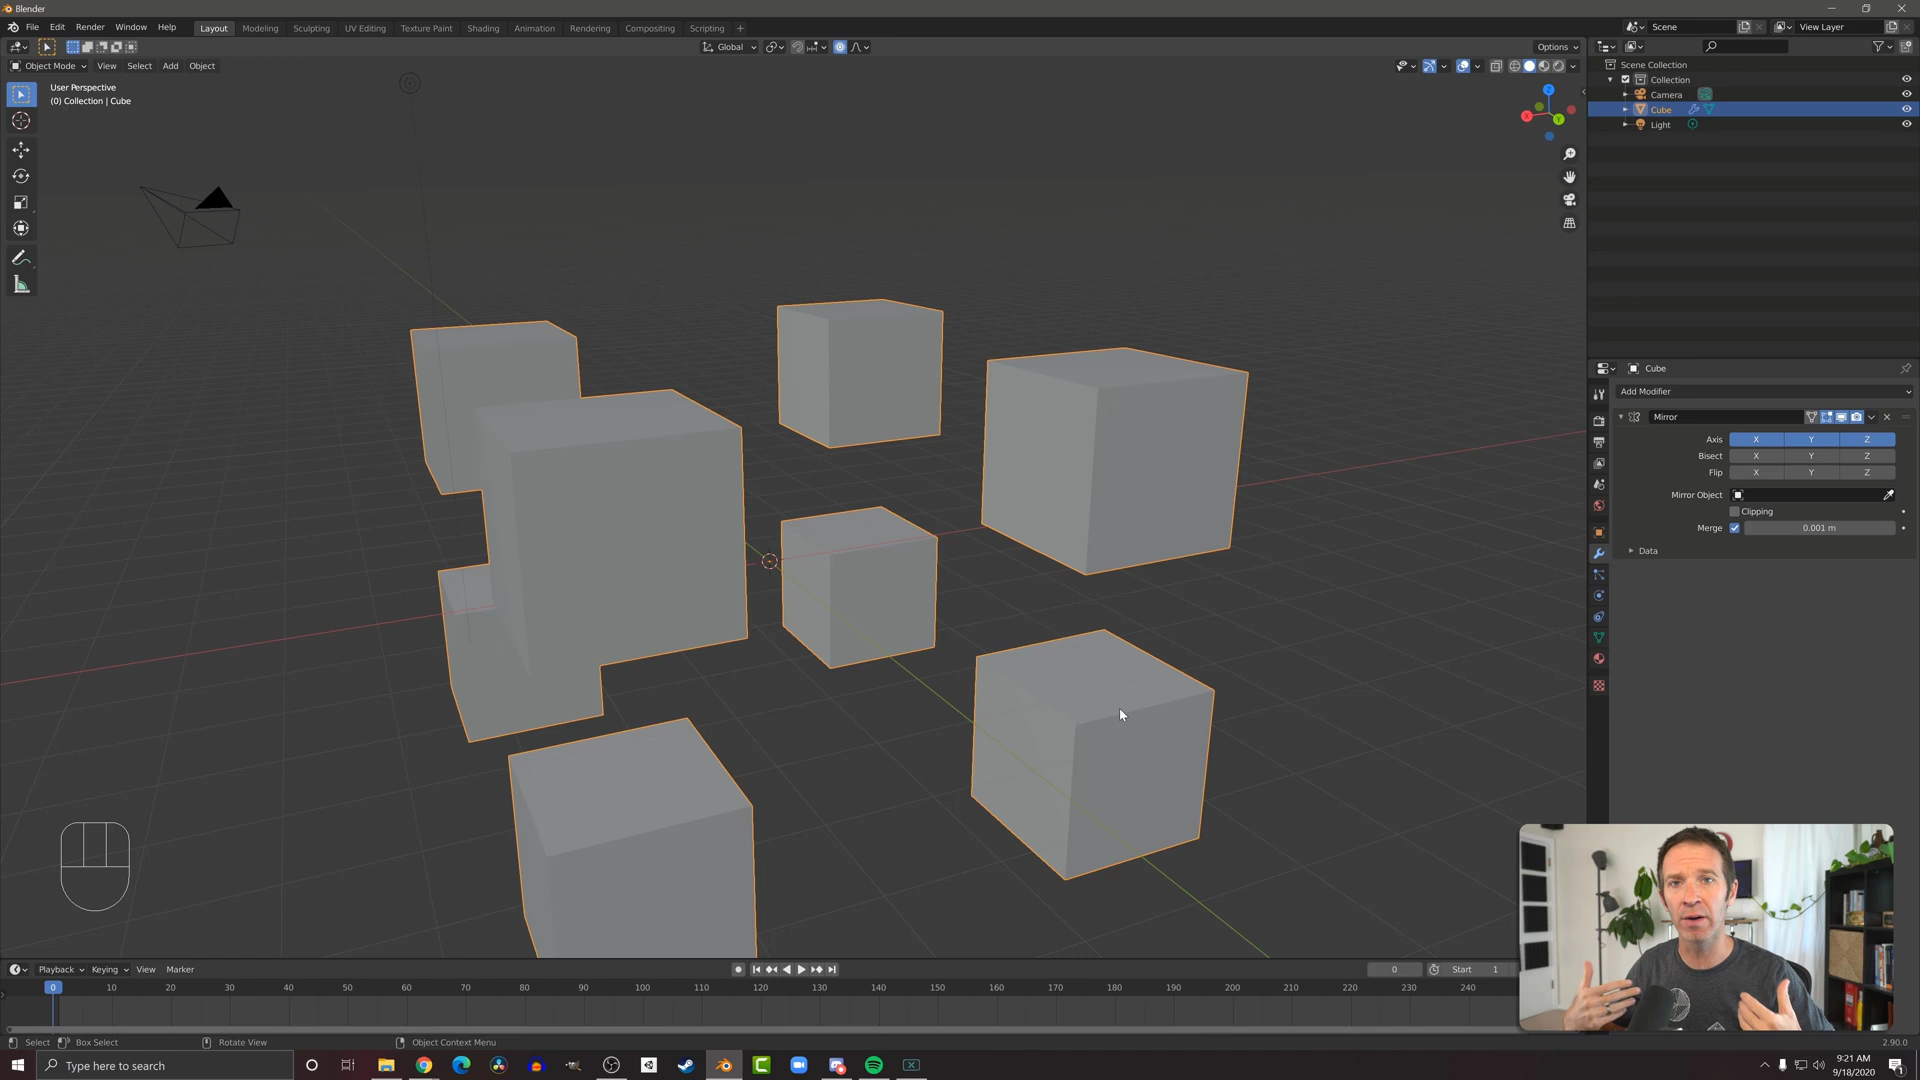 Blender
File Edit Render Window Help
Layout Modeling Sculpting UV Editing Texture Paint Shading Animation Rendering Compositing Scripting +
Scene
View Layer
Global
Options
Object Mode View Select Add Object
User Perspective
(0) Collection | Cube
Z
X
Y
Scene Collection
Collection
Camera
Cube
Light
Cube
Add Modifier
Mirror
Axis X Y Z
Bisect X Y Z
Flip X Y Z
Mirror Object
Clipping
Merge 0.001 m
Data
Playback Keying View Marker
0
Start 1
0 10 20 30 40 50 60 70 80 90 100 110 120 130 140 150 160 170 180 190 200 210 220 230 240
Select Box Select Rotate View Object Context Menu
2.90.0
Type here to search
9:21 AM
9/18/2020
1